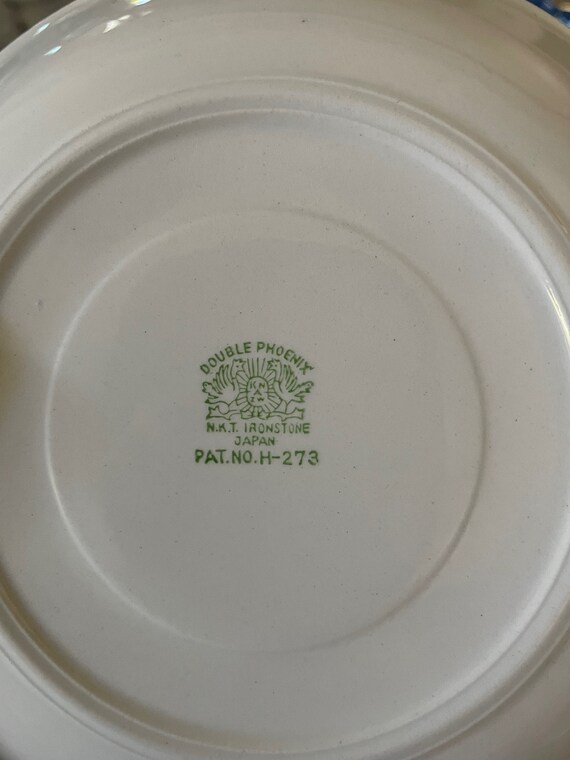 DOUBLE PHOENIX
N.K.T. IRONSTONE
JAPAN
PAT.NO.H-273